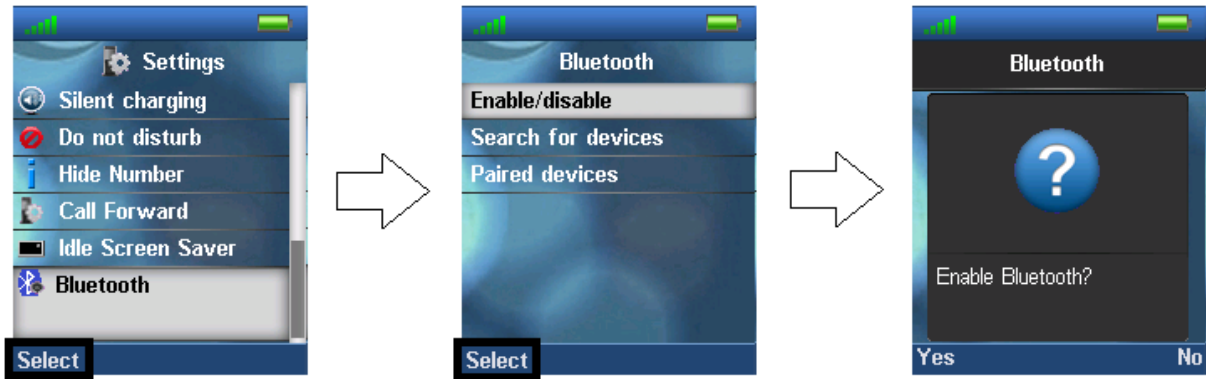 Settings
Silent charging
Do not disturb
Hide Number
Call Forward
Idle Screen Saver
Bluetooth
Select
Bluetooth
Enable/disable
Search for devices
Paired devices
Select
Bluetooth
?
Enable Bluetooth?
Yes No